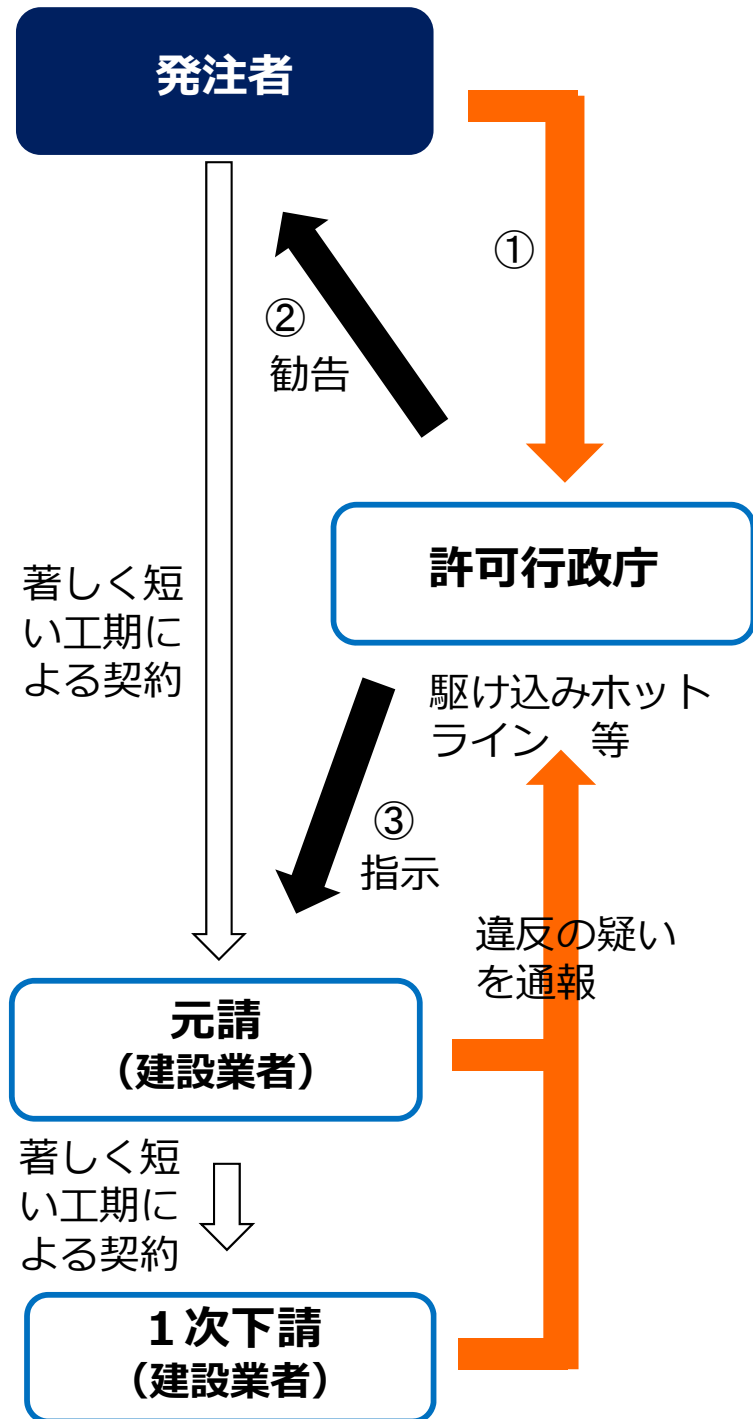 発注者
①
②
勧告
許可行政庁
著しく短
い工期に
よる契約
駆け込みホット
ライン　等
③
指示
違反の疑い
を通報
元請
（建設業者）
著しく短
い工期に
よる契約
１次下請
（建設業者）